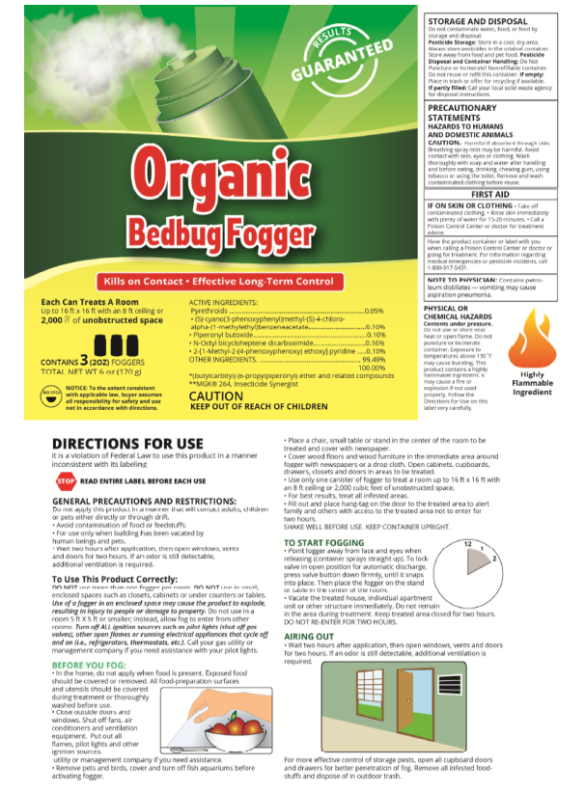 RESULTS
GUARANTEED
Organic
Bedbug Fogger
Kills on Contact • Effective Long-Term Control
Each Can Treats A Room
Up to 16 ft x 16 ft with an 8 ft ceiling or
2,000 of unobstructed space
CONTAINS 3 (2OZ) FOGGERS
TOTAL NET WT 6 oz (170 g)
NOTICE: To the extent consistent
with applicable law, buyer assumes
all responsibility for safety and use
not in accordance with directions.
ACTIVE INGREDIENTS:
Pyrethroids ........ 0.05%
• (S)-cyano(3-phenoxyphenyl)methyl-(S)-4-chloro-
alpha-(1-methylethyl)benzeneacetate........ 0.10%
• Piperonyl butoxide........ 0.10%
• N-Octyl bicycloheptene dicarboximide........ 0.16%
• 2-[1-Methyl-2-(4-phenoxyphenoxy) ethoxy] pyridine ..... 0.10%
OTHER INGREDIENTS ........ 99.49%
100.00%
*(butylcarbityl) (6-propylpiperonyl) ether and related compounds
**MGK® 264, Insecticide Synergist
CAUTION
KEEP OUT OF REACH OF CHILDREN
STORAGE AND DISPOSAL
Do not contaminate water, food, or feed by
storage and disposal.
Pesticide Storage: Store in a cool, dry area.
Always store pesticides in the original container.
Store away from food and pet food. Pesticide
Disposal and Container Handling: Do Not
Puncture or Incinerate! Nonrefillable container.
Do not reuse or refill this container. If empty:
Place in trash or offer for recycling if available.
If partly filled: Call your local solid waste agency
for disposal instructions.
PRECAUTIONARY
STATEMENTS
HAZARDS TO HUMANS
AND DOMESTIC ANIMALS
CAUTION. Harmful if absorbed through skin.
Breathing spray mist may be harmful. Avoid
contact with skin, eyes or clothing. Wash
thoroughly with soap and water after handling
and before eating, drinking, chewing gum, using
tobacco or using the toilet. Remove and wash
contaminated clothing before reuse.
FIRST AID
IF ON SKIN OR CLOTHING • Take off
contaminated clothing. • Rinse skin immediately
with plenty of water for 15-20 minutes. • Call a
Poison Control Center or doctor for treatment
advice.
Have the product container or label with you
when calling a Poison Control Center or doctor or
going for treatment. For information regarding
medical emergencies or pesticide incidents, call
1-800-917-5431.
NOTE TO PHYSICIAN: Contains petro-
leum distillates — vomiting may cause
aspiration pneumonia.
PHYSICAL OR
CHEMICAL HAZARDS
Contents under pressure.
Do not use or store near
heat or open flame. Do not
puncture or incinerate
container. Exposure to
temperatures above 130˚F
may cause bursting. This
product contains a highly
flammable ingredient. It
may cause a fire or
explosion if not used
properly. Follow the
Directions for Use on this
label very carefully.
Highly
Flammable
Ingredient
DIRECTIONS FOR USE
It is a violation of Federal Law to use this product in a manner
inconsistent with its labeling
STOP READ ENTIRE LABEL BEFORE EACH USE
GENERAL PRECAUTIONS AND RESTRICTIONS:
Do not apply this product in a manner that will contact adults, children
or pets either directly or through drift.
• Avoid contamination of food or feedstuffs.
• For use only when building has been vacated by
human beings and pets.
• Wait two hours after application, then open windows, vents
and doors for two hours. If an odor is still detectable,
additional ventilation is required.
To Use This Product Correctly:
DO NOT use more than one fogger per room. DO NOT use in small,
enclosed spaces such as closets, cabinets or under counters or tables.
Use of a fogger in an enclosed space may cause the product to explode,
resulting in injury to people or damage to property. Do not use in a
room 5 ft X 5 ft or smaller; instead, allow fog to enter from other
rooms. Turn off ALL ignition sources such as pilot lights (shut off gas
valves), other open flames or running electrical appliances that cycle off
and on (i.e., refrigerators, thermostats, etc.). Call your gas utility or
management company if you need assistance with your pilot lights.
BEFORE YOU FOG:
• In the home, do not apply when food is present. Exposed food
should be covered or removed. All food-preparation surfaces
and utensils should be covered
during treatment or thoroughly
washed before use.
• Close outside doors and
windows. Shut off fans, air
conditioners and ventilation
equipment. Put out all
flames, pilot lights and other
ignition sources.
utility or management company if you need assistance.
• Remove pets and birds, cover and turn off fish aquariums before
activating fogger.
• Place a chair, small table or stand in the center of the room to be
treated and cover with newspaper.
• Cover wood floors and wood furniture in the immediate area around
fogger with newspapers or a drop cloth. Open cabinets, cupboards,
drawers, closets and doors in areas to be treated.
• Use only one canister of fogger to treat a room up to 16 ft x 16 ft with
an 8 ft ceiling or 2,000 cubic feet of unobstructed space.
• For best results, treat all infested areas.
• Fill out and place hang-tag on the door to the treated area to alert
family and others with access to the treated area not to enter for
two hours.
SHAKE WELL BEFORE USE. KEEP CONTAINER UPRIGHT.
TO START FOGGING
• Point fogger away from face and eyes when
releasing (container sprays straight up). To lock
valve in open position for automatic discharge,
press valve button down firmly, until it snaps
into place. Then place the fogger on the stand
or table in the center of the room.
• Vacate the treated house, individual apartment
unit or other structure immediately. Do not remain
in the area during treatment. Keep treated area closed for two hours.
DO NOT RE-ENTER FOR TWO HOURS.
12
1
2
AIRING OUT
• Wait two hours after application, then open windows, vents and doors
for two hours. If an odor is still detectable, additional ventilation is
required.
For more effective control of storage pests, open all cupboard doors
and drawers for better penetration of fog. Remove all infested food-
stuffs and dispose of in outdoor trash.